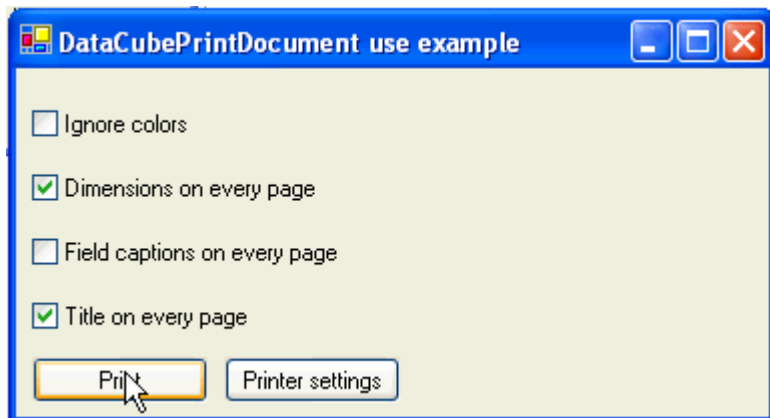 DataCubePrintDocument use example
Ignore colors
Dimensions on every page
Field captions on every page
Title on every page
Print Printer settings